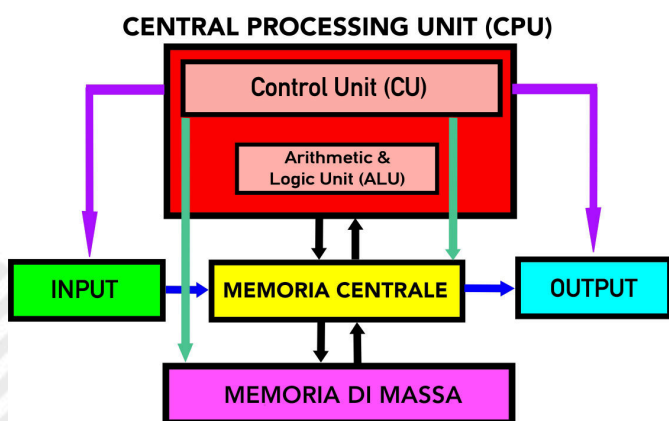 CENTRAL PROCESSING UNIT (CPU)
Control Unit (CU)
Arithmetic &
Logic Unit (ALU)
INPUT
MEMORIA CENTRALE
OUTPUT
MEMORIA DI MASSA